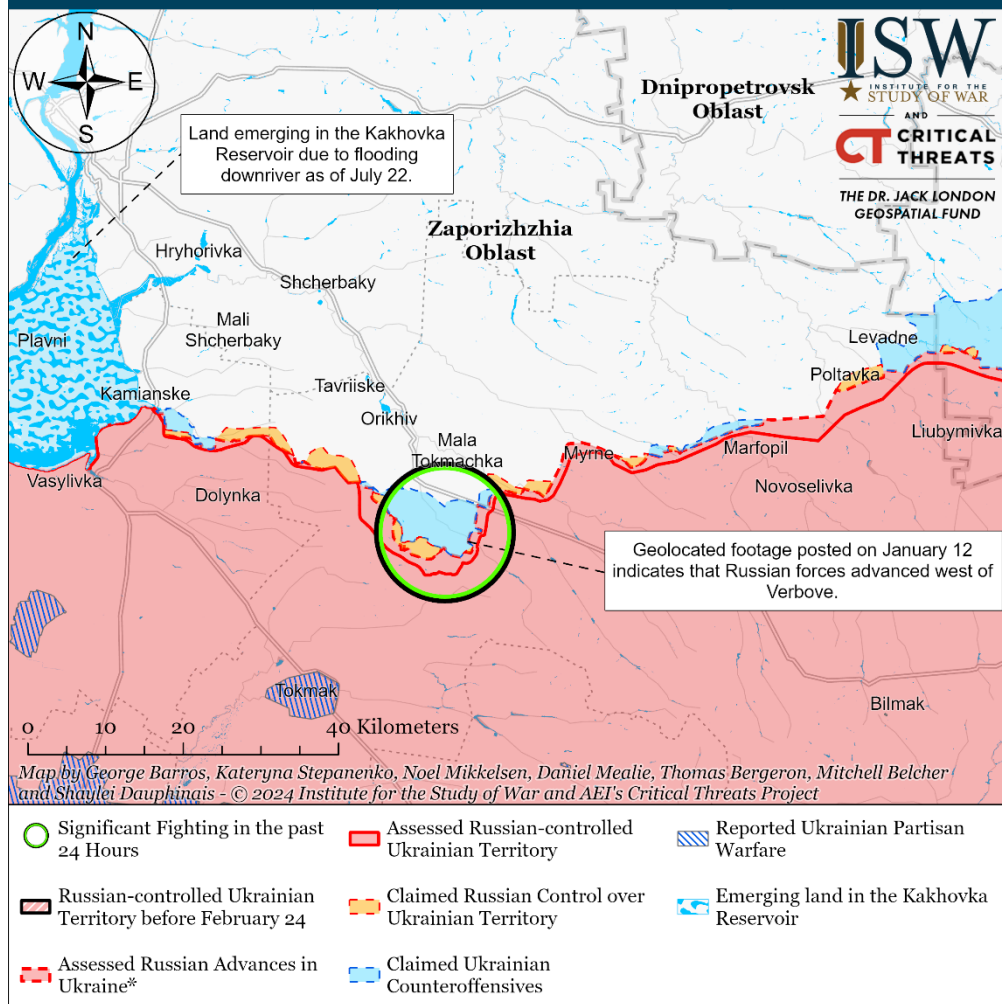 N
W E
S
ISW
INSTITUTE FOR THE
STUDY OF WAR
AND
CT CRITICAL
THREATS
THE DR. JACK LONDON
GEOSPATIAL FUND
Dnipropetrovsk
Oblast
Land emerging in the Kakhovka
Reservoir due to flooding
downriver as of July 22.
Zaporizhzhia
Oblast
Hryhorivka
Shcherbaky
Mali
Shcherbaky
Plavni
Levadne
Poltavka
Tavriiske
Kamianske
Orikhiv
Mala
Tokmachka
Myrne
Marfopil
Liubymivka
Vasylivka
Dolynka
Novoselivka
Geolocated footage posted on January 12
indicates that Russian forces advanced west of
Verbove.
Tokmak
Bilmak
0 10 20 40 Kilometers
Map by George Barros, Kateryna Stepanenko, Noel Mikkelsen, Daniel Mealie, Thomas Bergeron, Mitchell Belcher
and Shaylei Dauphinais - © 2024 Institute for the Study of War and AEI's Critical Threats Project
Significant Fighting in the past
24 Hours
Russian-controlled Ukrainian
Territory before February 24
Assessed Russian Advances in
Ukraine*
Assessed Russian-controlled
Ukrainian Territory
Claimed Russian Control over
Ukrainian Territory
Claimed Ukrainian
Counteroffensives
Reported Ukrainian Partisan
Warfare
Emerging land in the Kakhovka
Reservoir